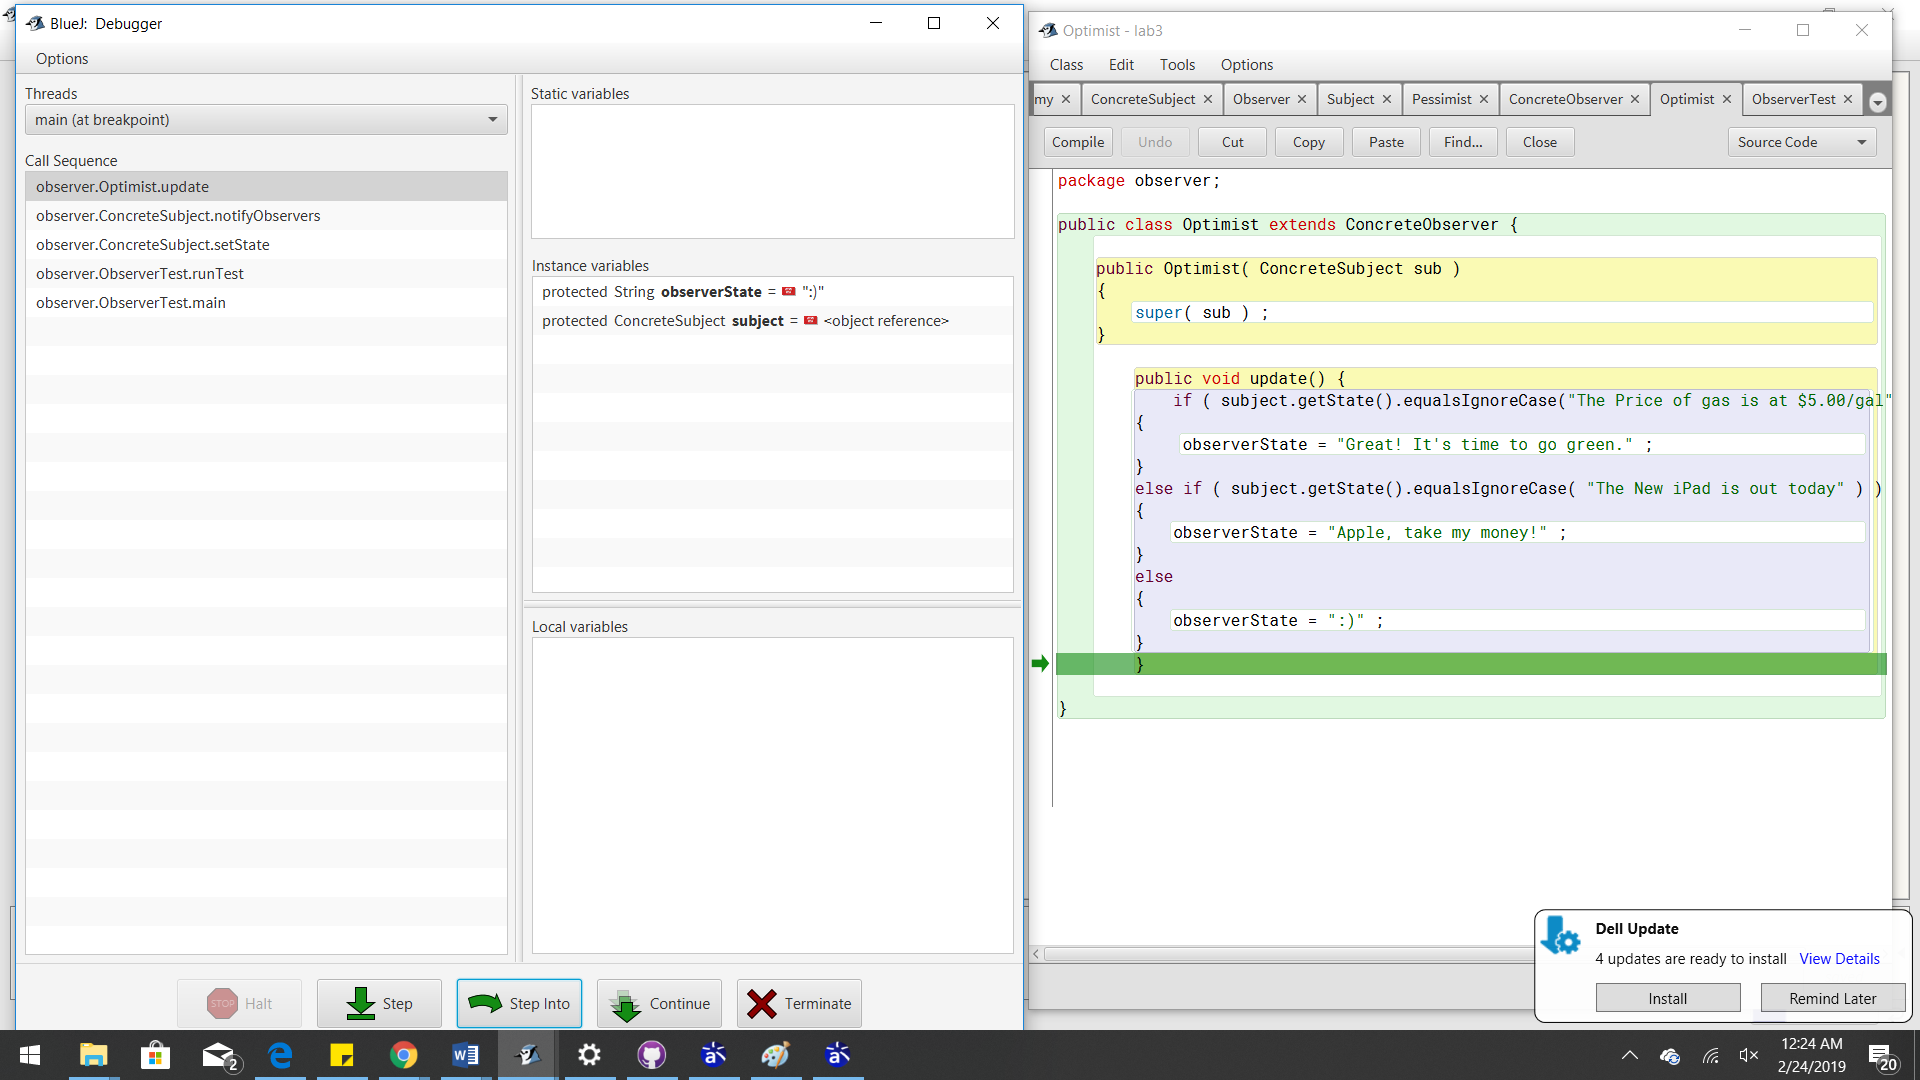 BlueJ: Debugger
Options
Threads
main (at breakpoint)
Call Sequence
observer.Optimist.update
observer.ConcreteSubject.notifyObservers
observer.ConcreteSubject.setState
observer.ObserverTest.runTest
observer.ObserverTest.main
Static variables
Instance variables
protected String observerState = ":)"
protected ConcreteSubject subject = <object reference>
Local variables
STOP Halt
Step
Step Into
Continue
Terminate
Optimist - lab3
Class Edit Tools Options
my ConcreteSubject Observer Subject Pessimist ConcreteObserver Optimist ObserverTest
Compile Undo Cut Copy Paste Find... Close Source Code
package observer;
public class Optimist extends ConcreteObserver {
public Optimist( ConcreteSubject sub )
{
super( sub ) ;
}
public void update() {
if ( subject.getState().equalsIgnoreCase("The Price of gas is at $5.00/gal"
{
observerState = "Great! It's time to go green." ;
}
else if ( subject.getState().equalsIgnoreCase( "The New iPad is out today" ) )
{
observerState = "Apple, take my money!" ;
}
else
{
observerState = ":)" ;
}
}
}
Dell Update
4 updates are ready to install View Details
Install Remind Later
2
12:24 AM
2/24/2019
20